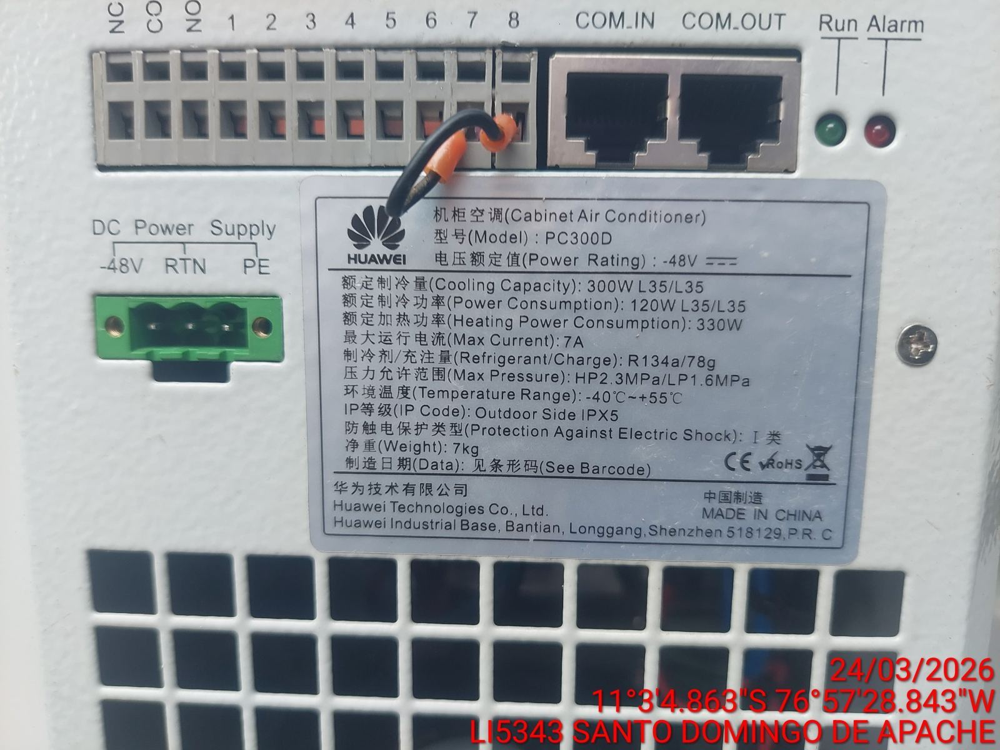 NC CO NO 1 2 3 4 5 6 7 8 COM_IN COM_OUT Run Alarm
DC Power Supply
-48V RTN PE
HUAWEI
机柜空调(Cabinet Air Conditioner)
型号(Model) : PC300D
电压额定值(Power Rating) : -48V
额定制冷量(Cooling Capacity): 300W L35/L35
额定制冷功率(Power Consumption): 120W L35/L35
额定加热功率(Heating Power Consumption): 330W
最大运行电流(Max Current): 7A
制冷剂/充注量(Refrigerant/Charge): R134a/78g
压力允许范围(Max Pressure): HP2.3MPa/LP1.6MPa
环境温度(Temperature Range): -40℃~+55℃
IP等级(IP Code): Outdoor Side IPX5
防触电保护类型(Protection Against Electric Shock): I 类
净重(Weight): 7kg
制造日期(Data): 见条形码(See Barcode)
CE RoHS
华为技术有限公司
Huawei Technologies Co., Ltd.
Huawei Industrial Base, Bantian, Longgang, Shenzhen 518129, P.R. C
中国制造
MADE IN CHINA
24/03/2026
11°3'4.863"S 76°57'28.843"W
LI5343 SANTO DOMINGO DE APACHE